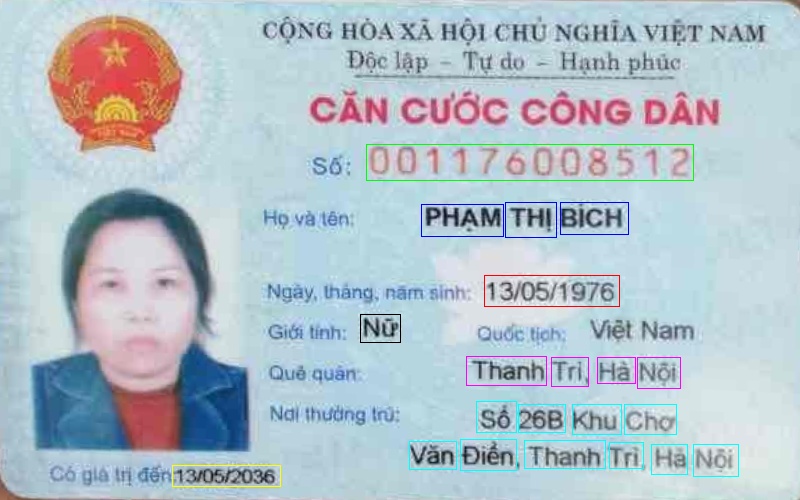 CỘNG HÒA XÃ HỘI CHỦ NGHĨA VIỆT NAM
Độc lập - Tự do - Hạnh phúc
CĂN CƯỚC CÔNG DÂN
Số: 001176008512
Họ và tên: PHẠM THỊ BÍCH
Ngày, tháng, năm sinh: 13/05/1976
Giới tính: Nữ Quốc tịch: Việt Nam
Quê quán: Thanh Trì, Hà Nội
Nơi thường trú: Số 26B Khu Chợ
Văn Điển, Thanh Trì, Hà Nội
Có giá trị đến 13/05/2036